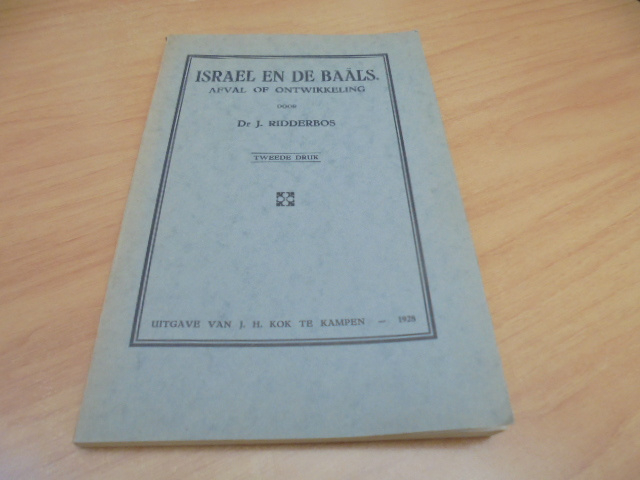 ISRAEL EN DE BAÄLS.
AFVAL OF ONTWIKKELING
DOOR
Dr J. RIDDERBOS
TWEEDE DRUK
UITGAVE VAN J. H. KOK TE KAMPEN — 1928